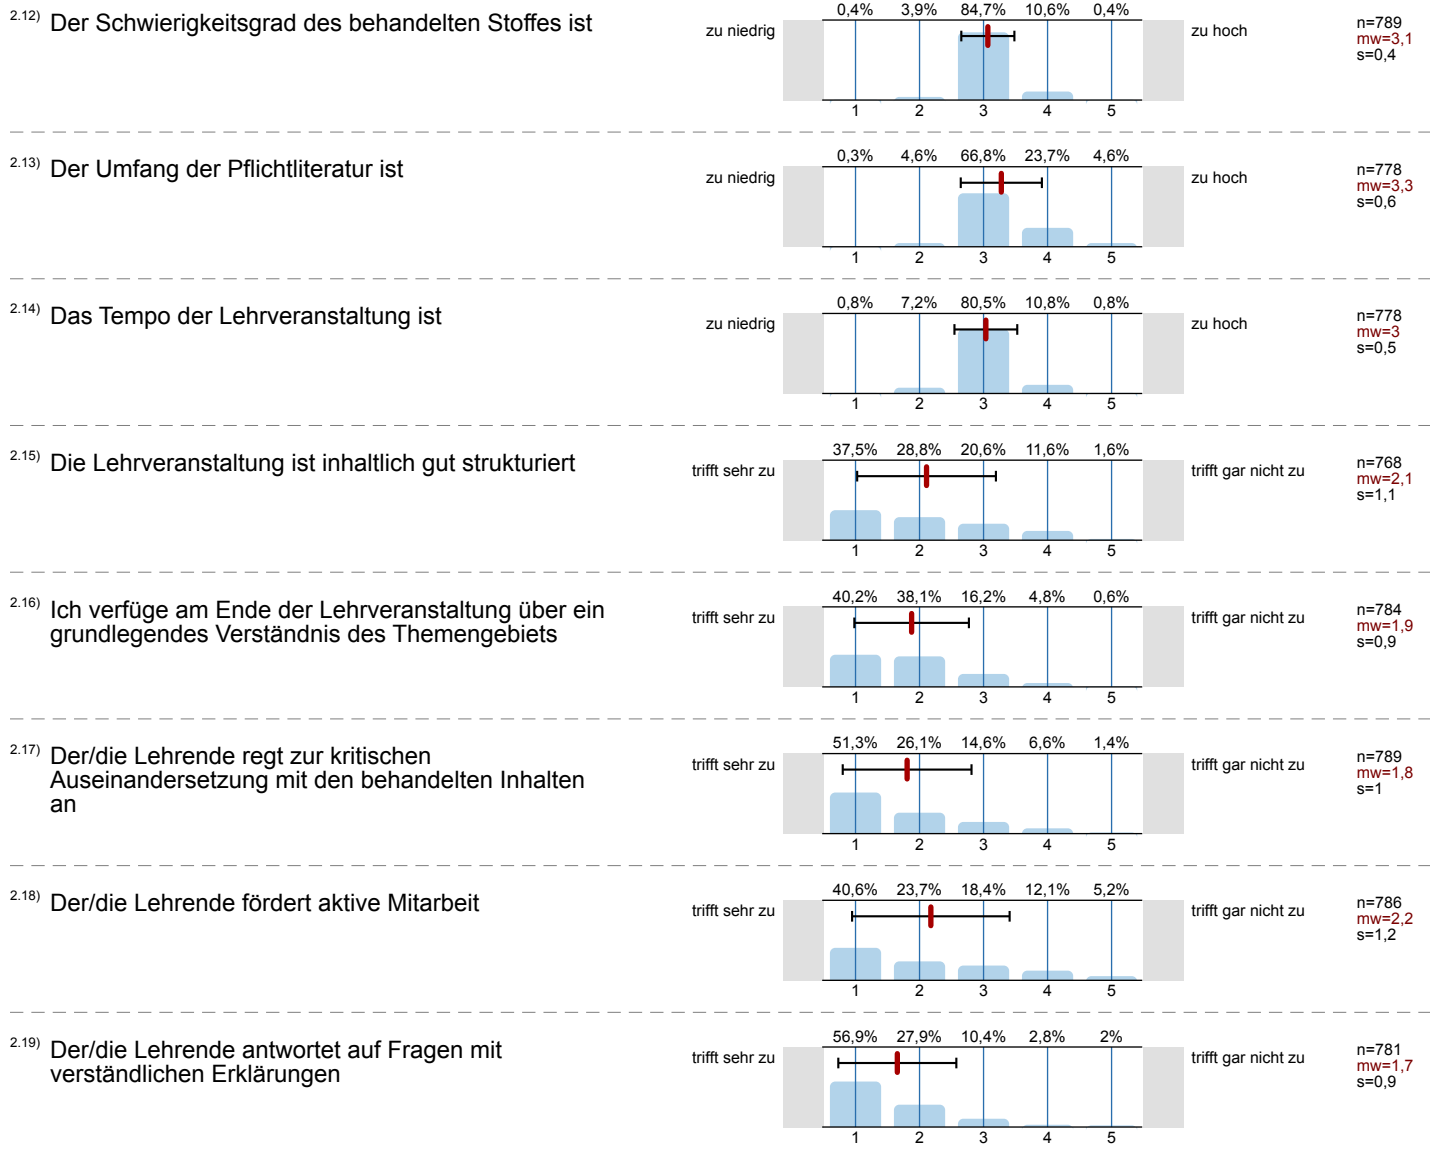 2.12) Der Schwierigkeitsgrad des behandelten Stoffes ist
0,4% 3,9% 84,7% 10,6% 0,4%
zu niedrig zu hoch
n=789
mw=3,1
s=0,4
1 2 3 4 5
2.13) Der Umfang der Pflichtliteratur ist
0,3% 4,6% 66,8% 23,7% 4,6%
zu niedrig zu hoch
n=778
mw=3,3
s=0,6
1 2 3 4 5
2.14) Das Tempo der Lehrveranstaltung ist
0,8% 7,2% 80,5% 10,8% 0,8%
zu niedrig zu hoch
n=778
mw=3
s=0,5
1 2 3 4 5
2.15) Die Lehrveranstaltung ist inhaltlich gut strukturiert
37,5% 28,8% 20,6% 11,6% 1,6%
trifft sehr zu trifft gar nicht zu
n=768
mw=2,1
s=1,1
1 2 3 4 5
2.16) Ich verfüge am Ende der Lehrveranstaltung über ein
grundlegendes Verständnis des Themengebiets
40,2% 38,1% 16,2% 4,8% 0,6%
trifft sehr zu trifft gar nicht zu
n=784
mw=1,9
s=0,9
1 2 3 4 5
2.17) Der/die Lehrende regt zur kritischen
Auseinandersetzung mit den behandelten Inhalten
an
51,3% 26,1% 14,6% 6,6% 1,4%
trifft sehr zu trifft gar nicht zu
n=789
mw=1,8
s=1
1 2 3 4 5
2.18) Der/die Lehrende fördert aktive Mitarbeit
40,6% 23,7% 18,4% 12,1% 5,2%
trifft sehr zu trifft gar nicht zu
n=786
mw=2,2
s=1,2
1 2 3 4 5
2.19) Der/die Lehrende antwortet auf Fragen mit
verständlichen Erklärungen
56,9% 27,9% 10,4% 2,8% 2%
trifft sehr zu trifft gar nicht zu
n=781
mw=1,7
s=0,9
1 2 3 4 5